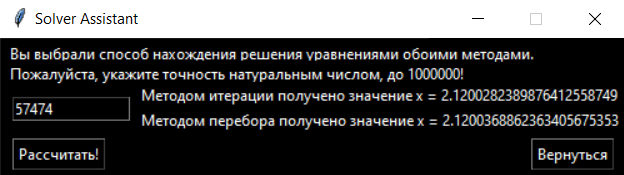 Solver Assistant
Вы выбрали способ нахождения решения уравнениями обоими методами.
Пожалуйста, укажите точность натуральным числом, до 1000000!
57474
Методом итерации получено значение x = 2.1200282389876412558749
Методом перебора получено значение x = 2.1200368862363405675353
Рассчитать!
Вернуться